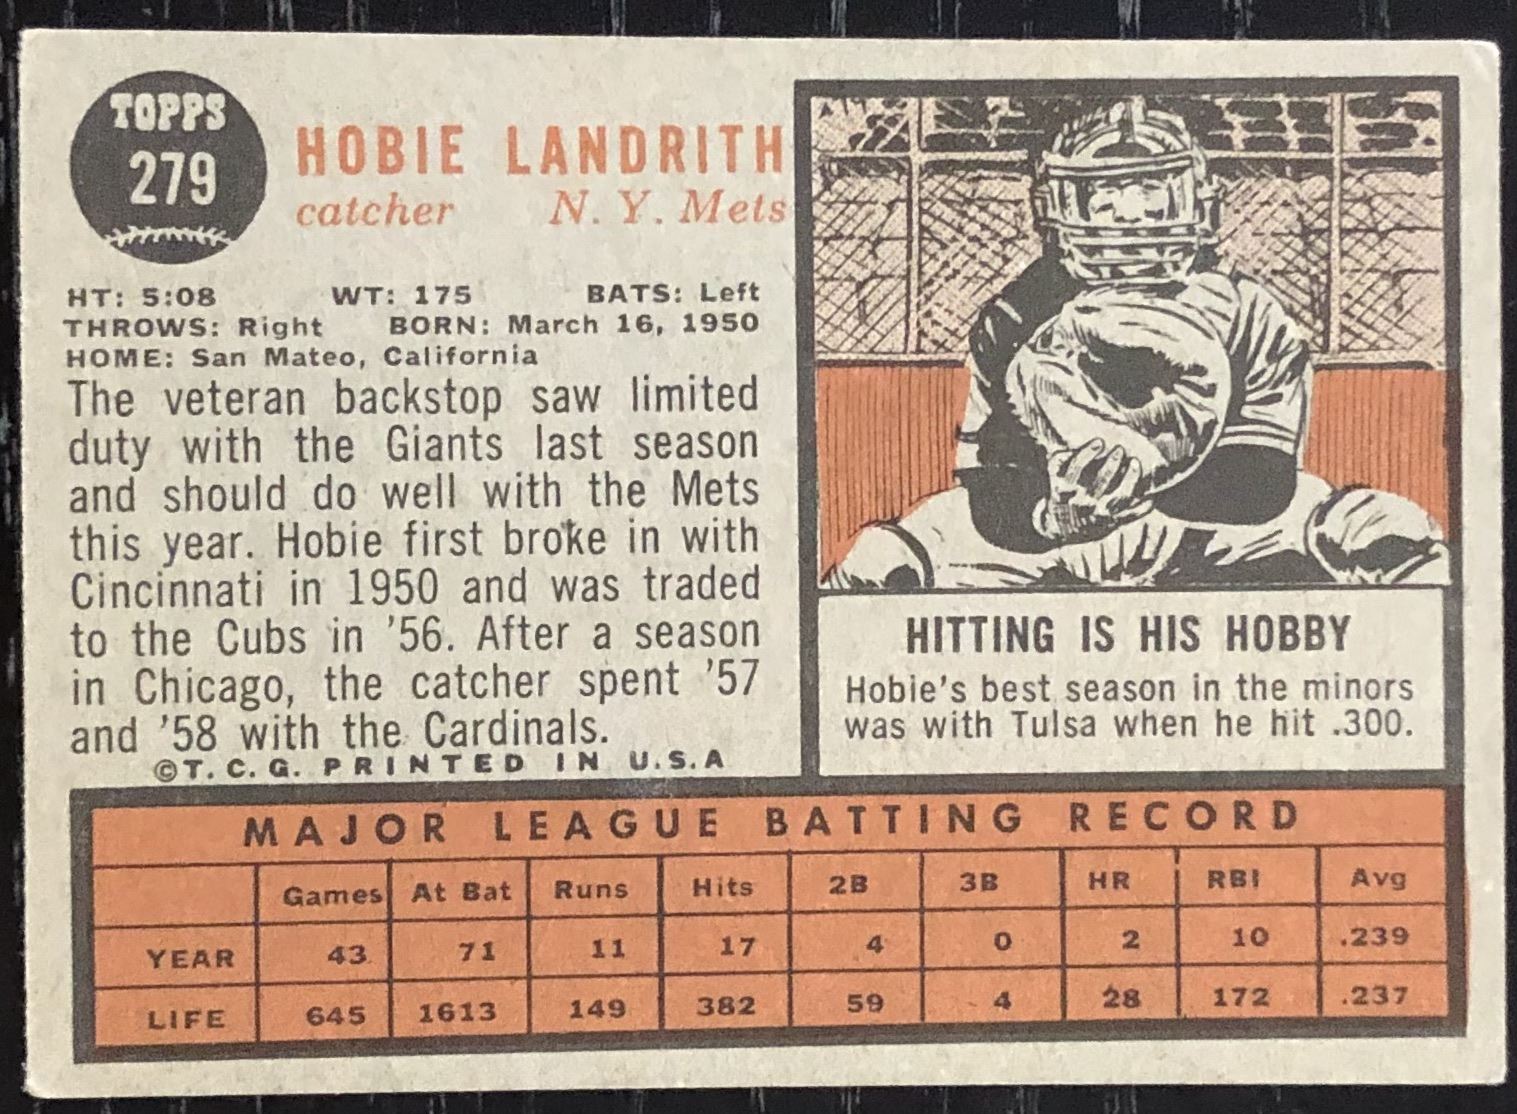 TOPPS
279
HOBIE LANDRITH
catcher N. Y. Mets
HT: 5:08 WT: 175 BATS: Left
THROWS: Right BORN: March 16, 1950
HOME: San Mateo, California
The veteran backstop saw limited
duty with the Giants last season
and should do well with the Mets
this year. Hobie first broke in with
Cincinnati in 1950 and was traded
to the Cubs in '56. After a season
in Chicago, the catcher spent '57
and '58 with the Cardinals.
©T. C. G. PRINTED IN U.S.A
HITTING IS HIS HOBBY
Hobie's best season in the minors
was with Tulsa when he hit .300.
MAJOR LEAGUE BATTING RECORD
Games At Bat Runs Hits 2B 3B HR RBI Avg
YEAR 43 71 11 17 4 0 2 10 .239
LIFE 645 1613 149 382 59 4 28 172 .237